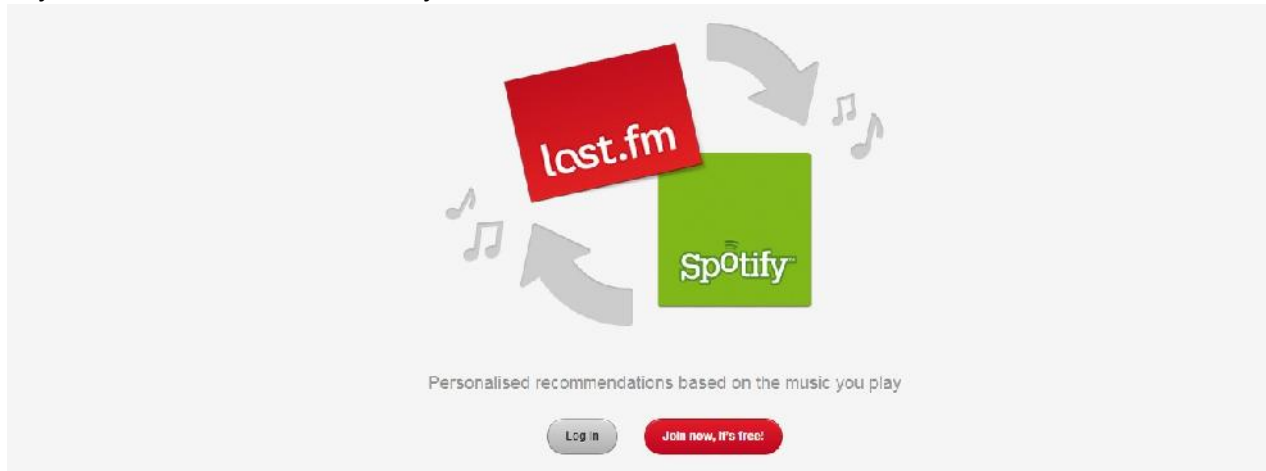 last.fm
Spotify
Personalised recommendations based on the music you play
Log in
Join now, it's free!